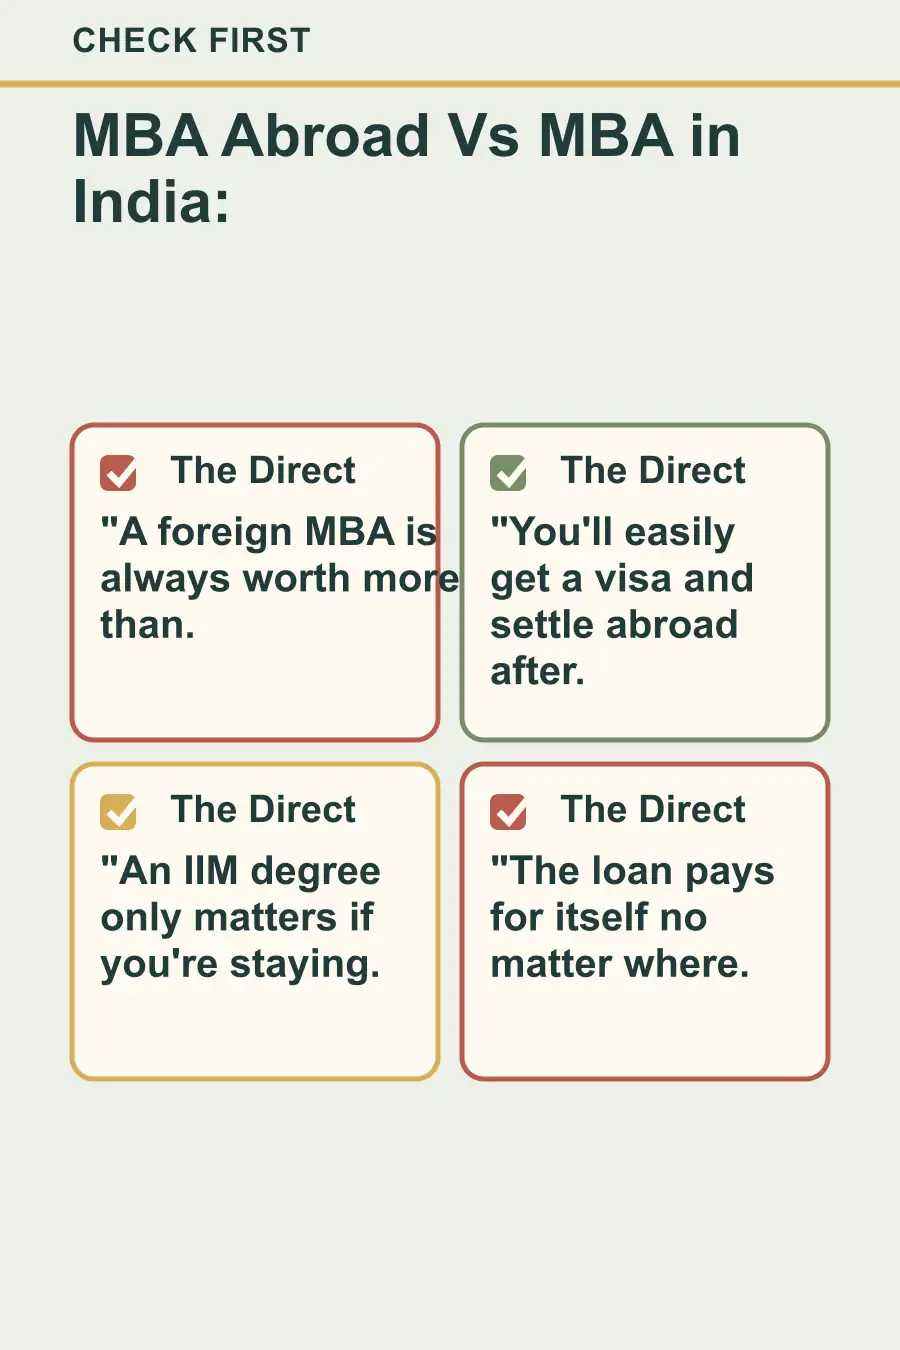 CHECK FIRST
MBA Abroad Vs MBA in
India:
The Direct
"A foreign MBA is
always worth more
than.
The Direct
"You'll easily
get a visa and
settle abroad
after.
The Direct
"An IIM degree
only matters if
you're staying.
The Direct
"The loan pays
for itself no
matter where.